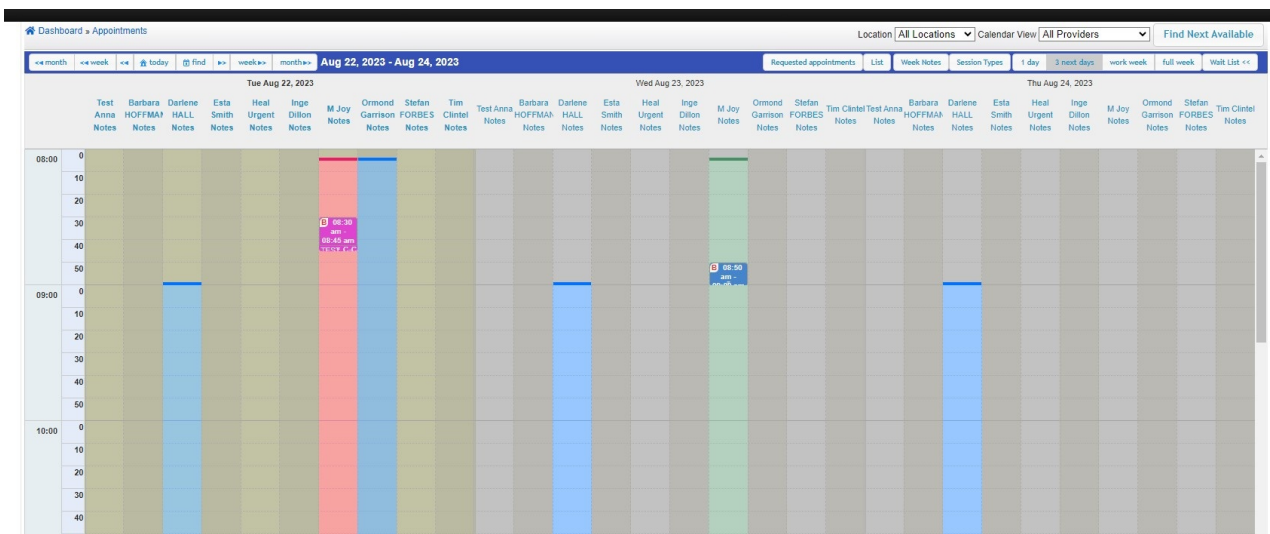 Dashboard » Appointments
Location All Locations Calendar View All Providers Find Next Available
<< month << week << today find >> week >> month >> Aug 22, 2023 - Aug 24, 2023 Requested appointments List Week Notes Session Types 1 day 3 next days work week full week Wait List <<
Tue Aug 22, 2023 Wed Aug 23, 2023 Thu Aug 24, 2023
Test Anna Notes Barbara HOFFMAN Notes Darlene HALL Notes Esta Smith Notes Heal Urgent Notes Inge Dillon Notes M Joy Notes Ormond Garrison Notes Stefan FORBES Notes Tim Clintel Notes Test Anna Notes Barbara HOFFMAN Notes Darlene HALL Notes Esta Smith Notes Heal Urgent Notes Inge Dillon Notes M Joy Notes Ormond Garrison Notes Stefan FORBES Notes Tim Clintel Notes Test Anna Notes Barbara HOFFMAN Notes Darlene HALL Notes Esta Smith Notes Heal Urgent Notes Inge Dillon Notes M Joy Notes Ormond Garrison Notes Stefan FORBES Notes Tim Clintel Notes
08:00 0
10
20
30
B 08:30 am - 08:45 am
40
50
B 08:50 am -
09:00 0
10
20
30
40
50
10:00 0
10
20
30
40